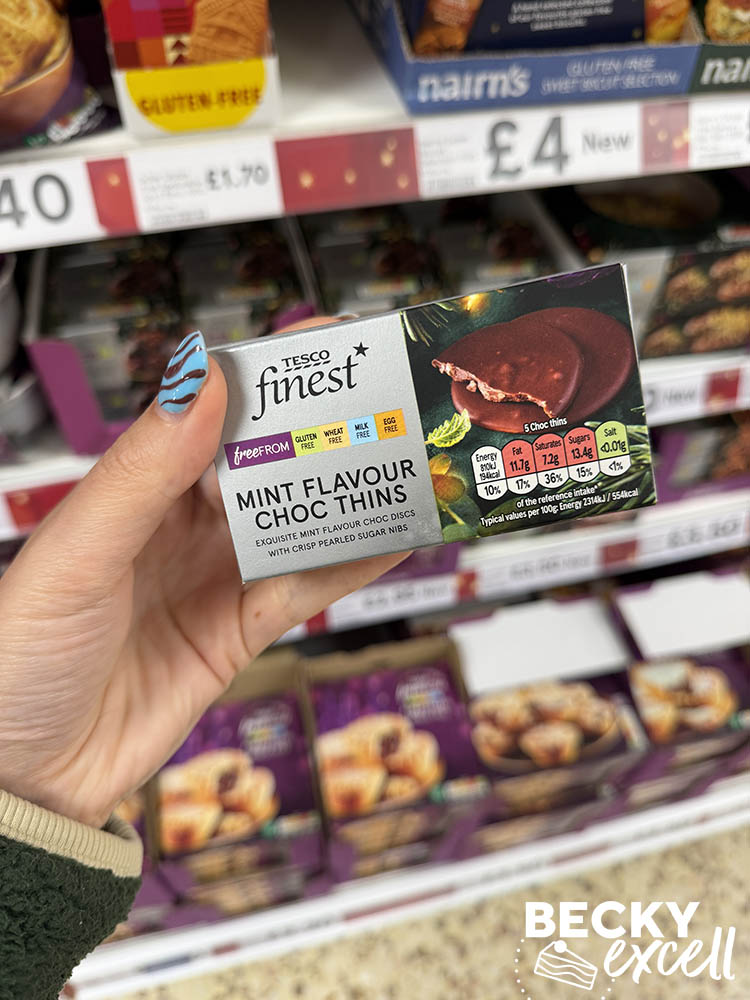 GLUTEN-FREE
nairn's
GLUTEN FREE
SWEET BISCUIT SELECTION
nai
40
£1.70
£4 New
TESCO
finest
freeFROM
GLUTEN FREE
WHEAT FREE
MILK FREE
EGG FREE
MINT FLAVOUR
CHOC THINS
EXQUISITE MINT FLAVOUR CHOC DISCS
WITH CRISP PEARLED SUGAR NIBS
5 Choc thins
Energy 810kJ 194kcal 10%
Fat 11.7g 17%
Saturates 7.2g 36%
Sugars 13.4g 15%
Salt <0.01g <1%
of the reference intake*
Typical values per 100g: Energy 2314kJ / 554kcal
BECKY
excell